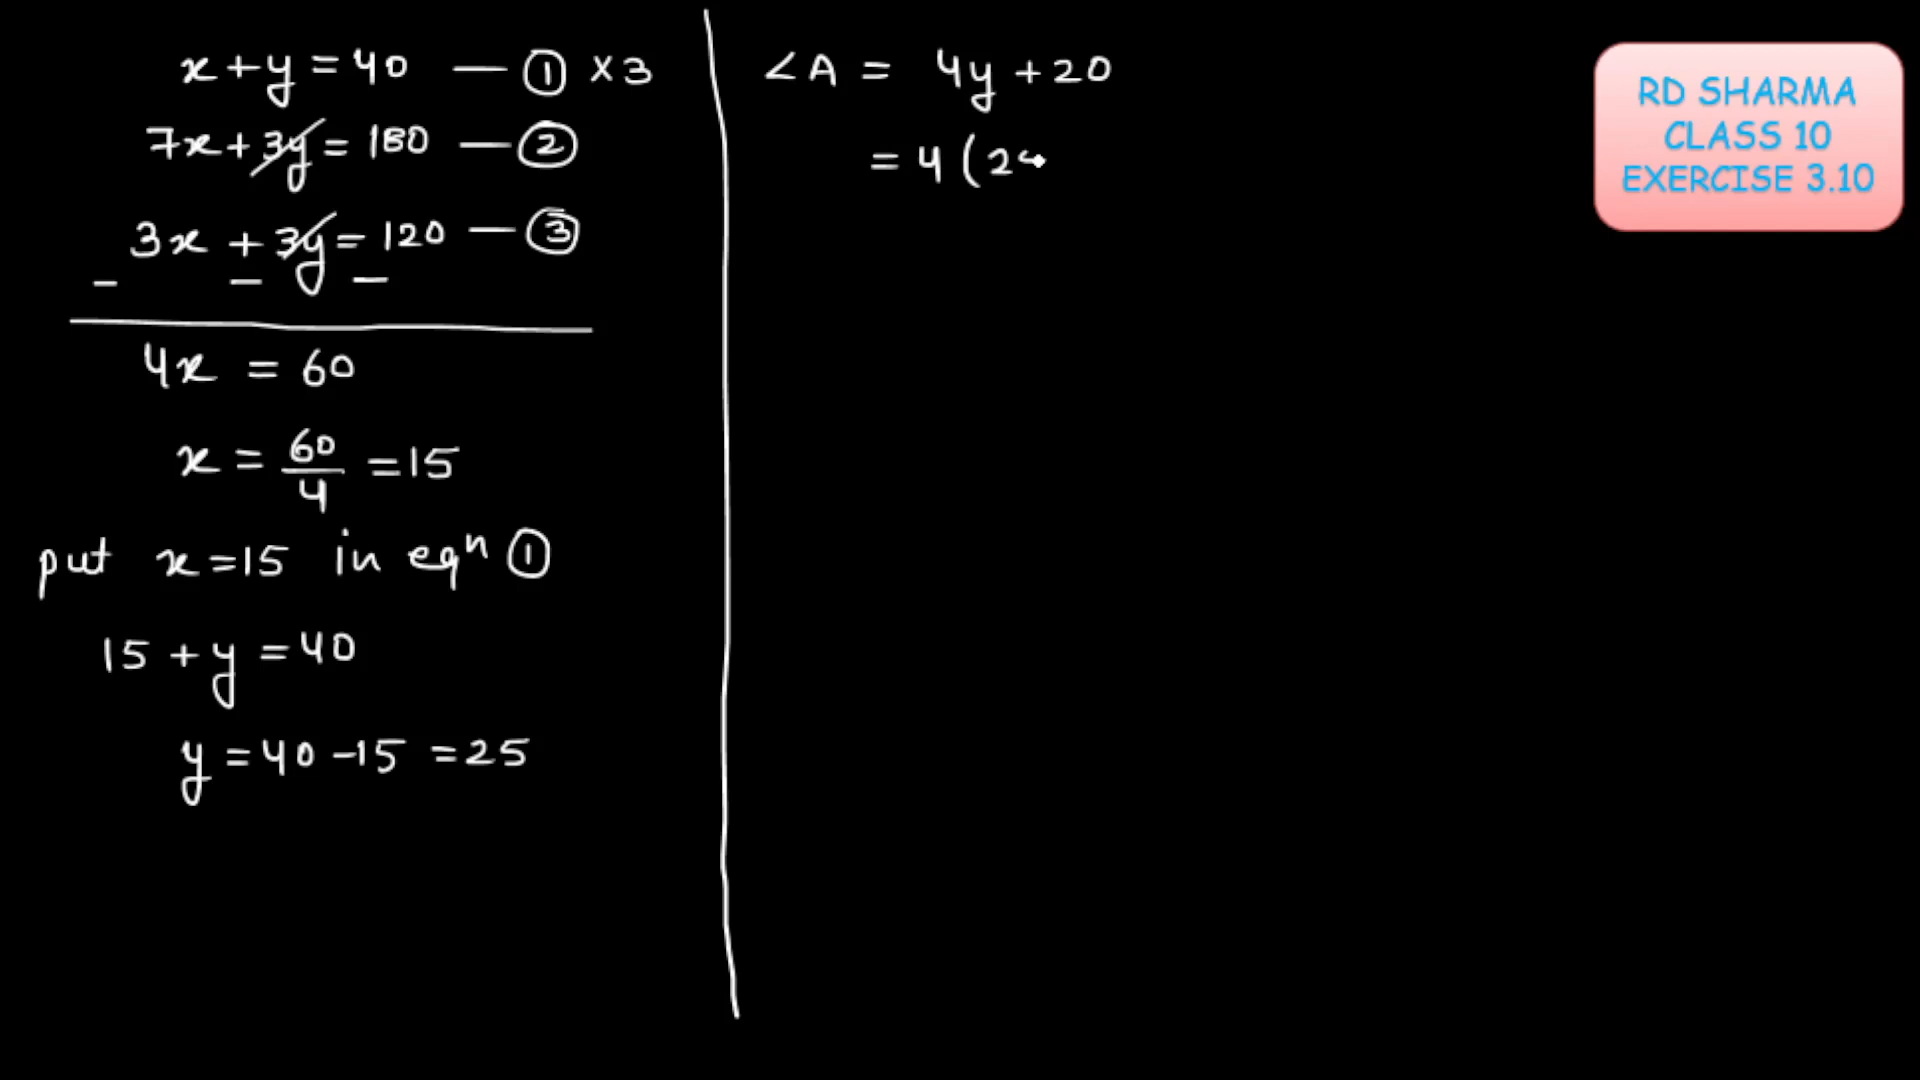 x + y = 40 — ① × 3
7x + 3y = 180 — ②
3x + 3y = 120 — ③
− − −
4x = 60
x = 60/4 = 15
put x = 15 in eqⁿ ①
15 + y = 40
y = 40 − 15 = 25
∠A = 4y + 20
= 4 (2
RD SHARMA
CLASS 10
EXERCISE 3.10